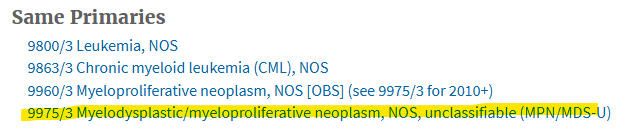 Same Primaries
9800/3 Leukemia, NOS
9863/3 Chronic myeloid leukemia (CML), NOS
9960/3 Myeloproliferative neoplasm, NOS [OBS] (see 9975/3 for 2010+)
9975/3 Myelodysplastic/myeloproliferative neoplasm, NOS, unclassifiable (MPN/MDS-U)